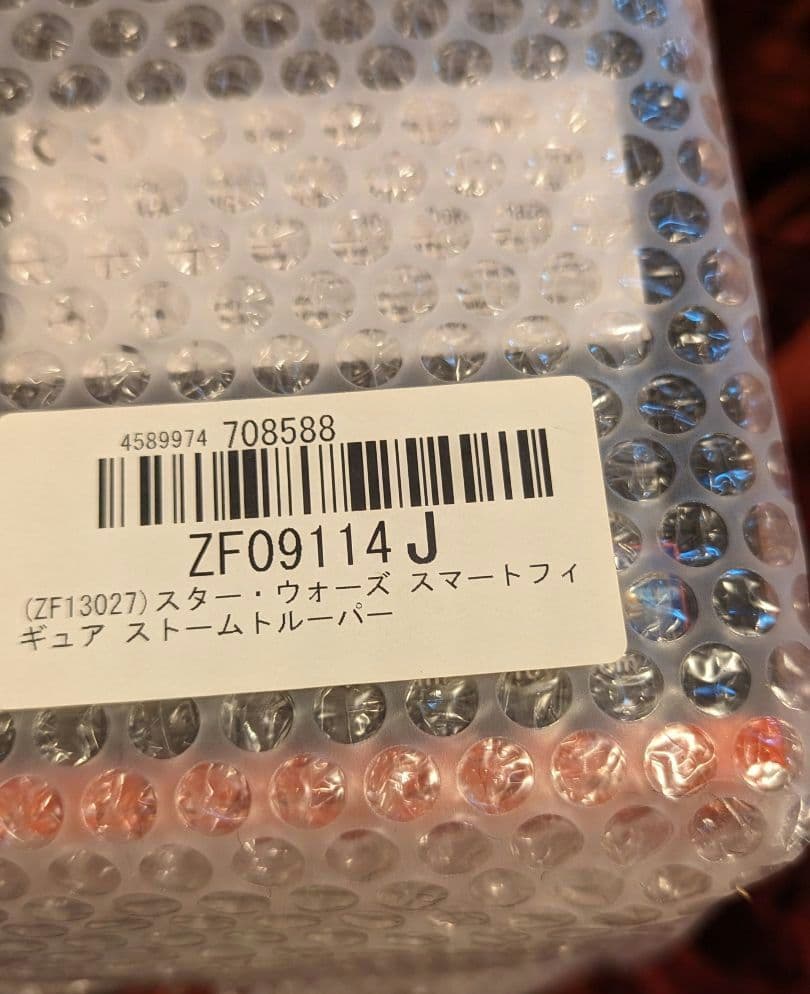 4589974 708588
ZF09114 J
(ZF13027)スター・ウォーズ スマートフィ
ギュア ストームトルーパー